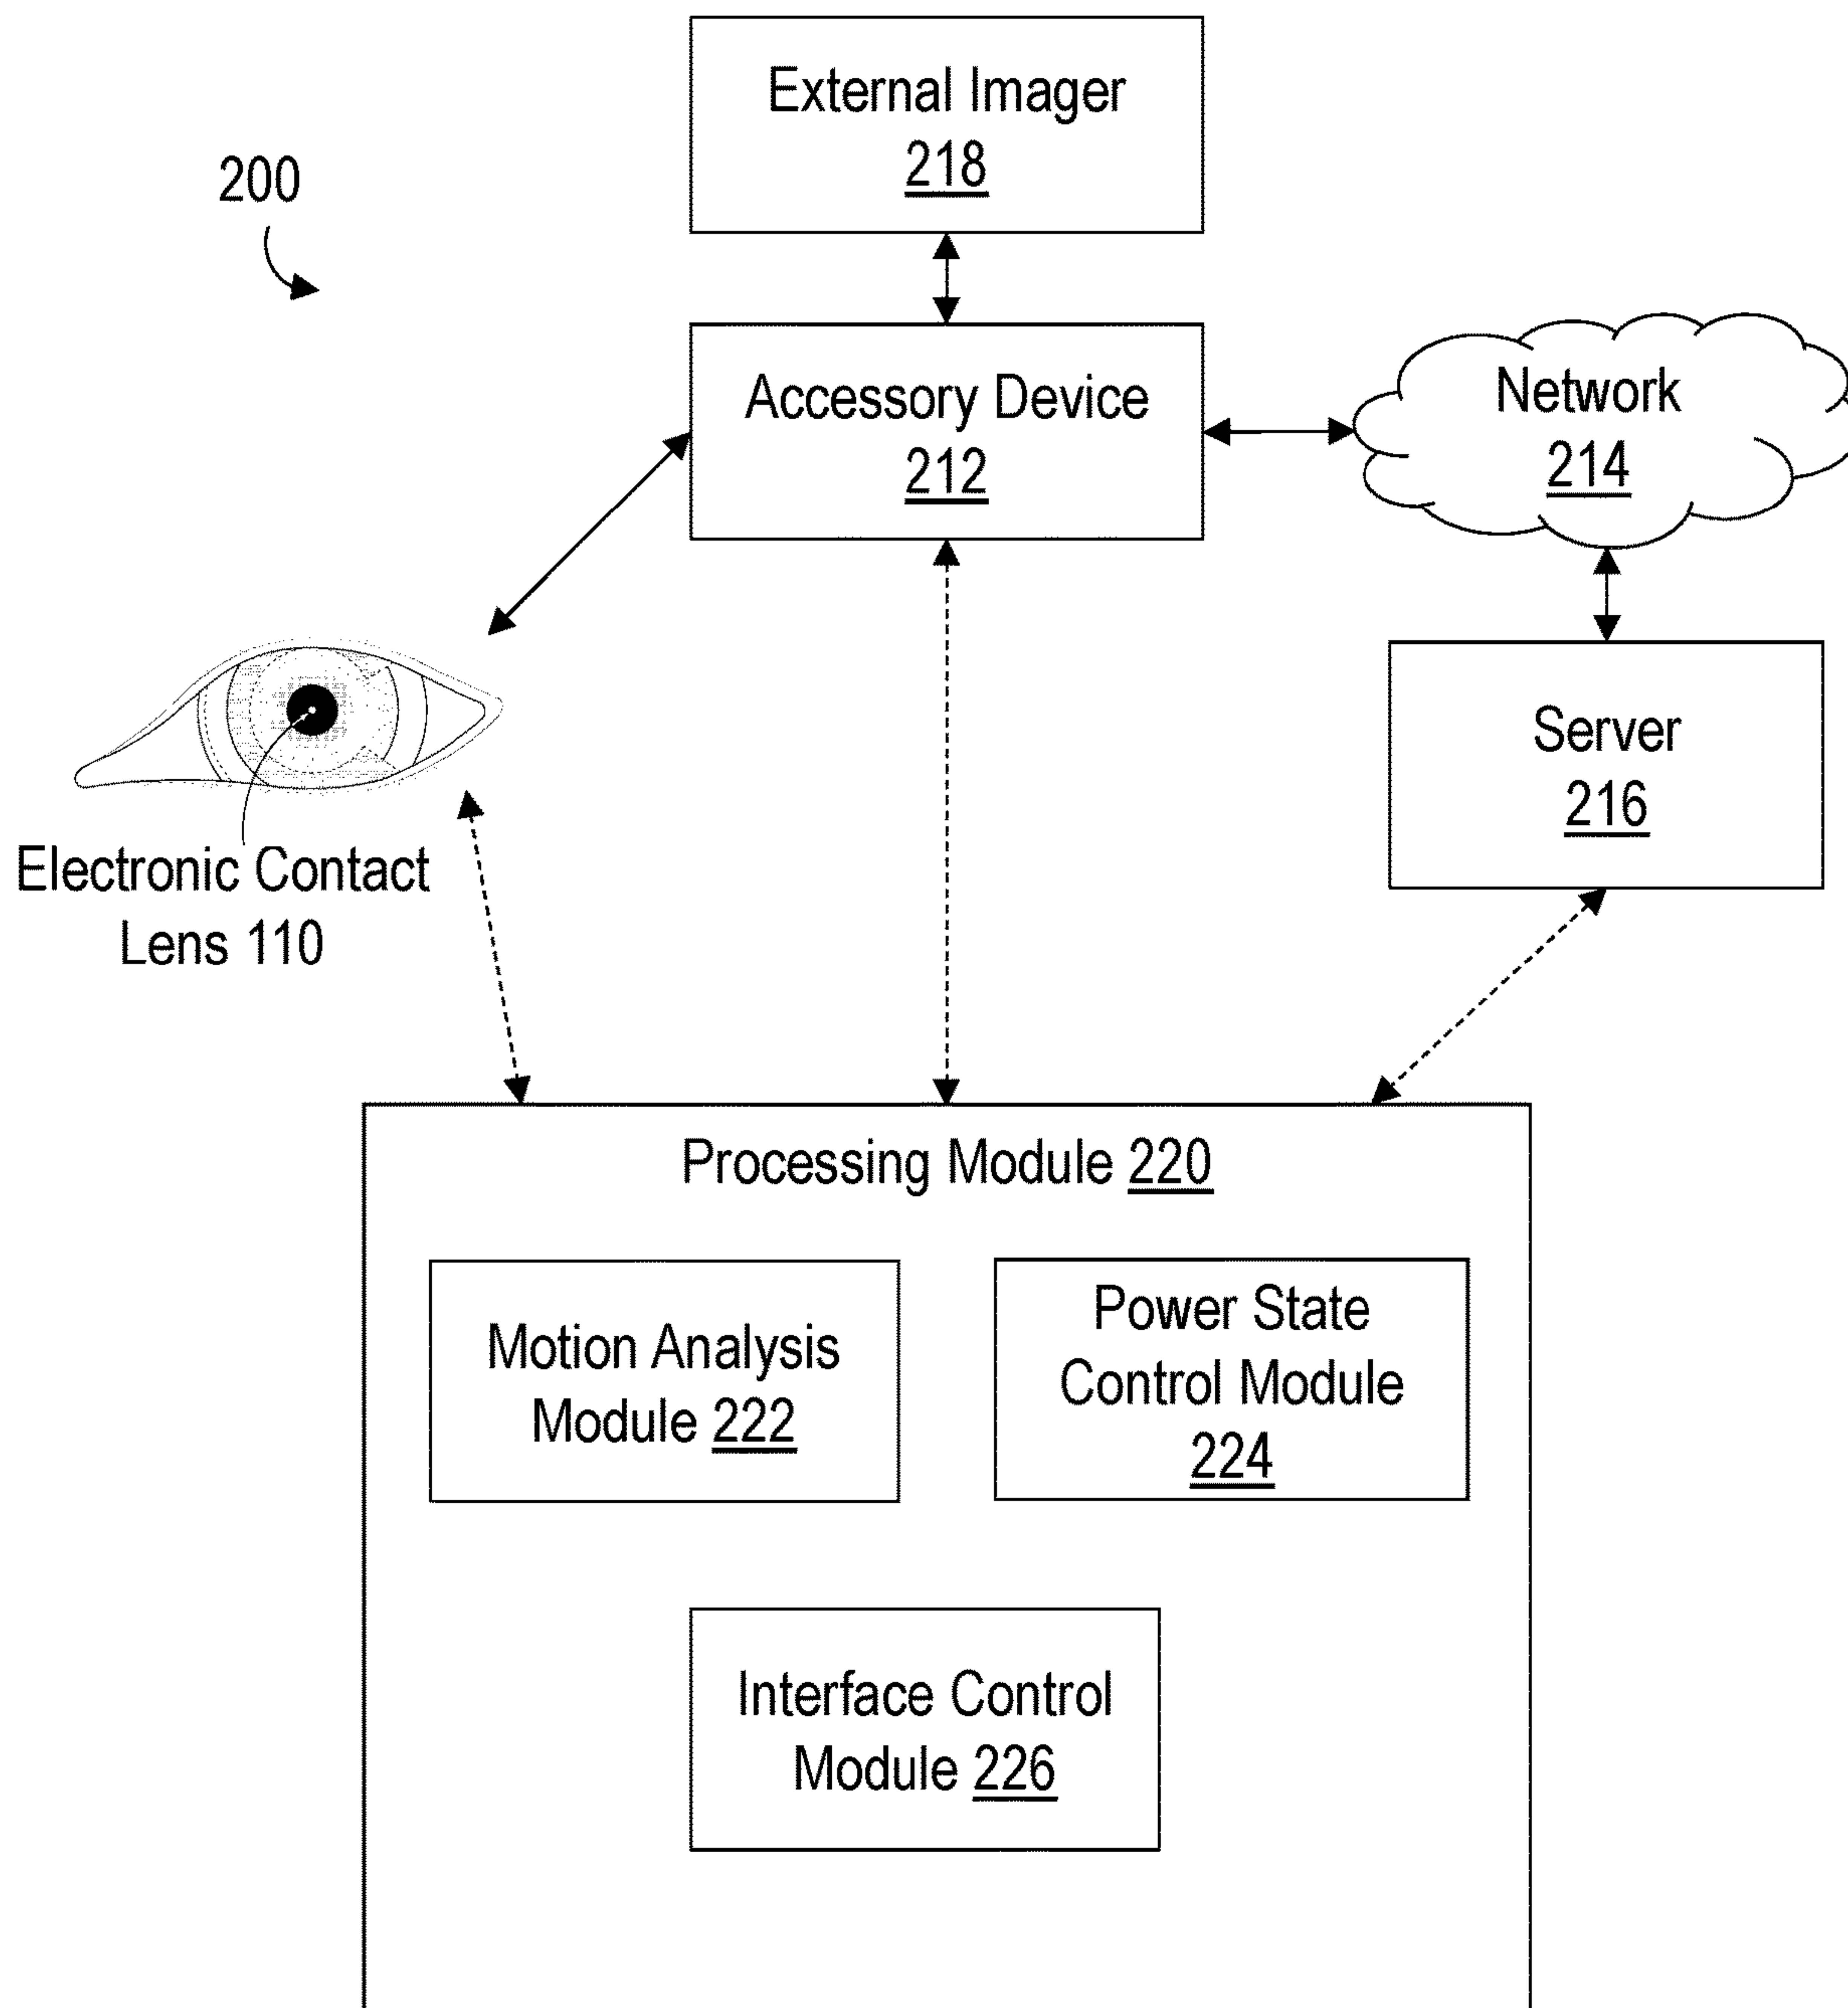 External Imager
218
200
Accessory Device
212
Network
214
Server
216
Electronic Contact
Lens 110
Processing Module 220
Motion Analysis
Module 222
Power State
Control Module
224
Interface Control
Module 226